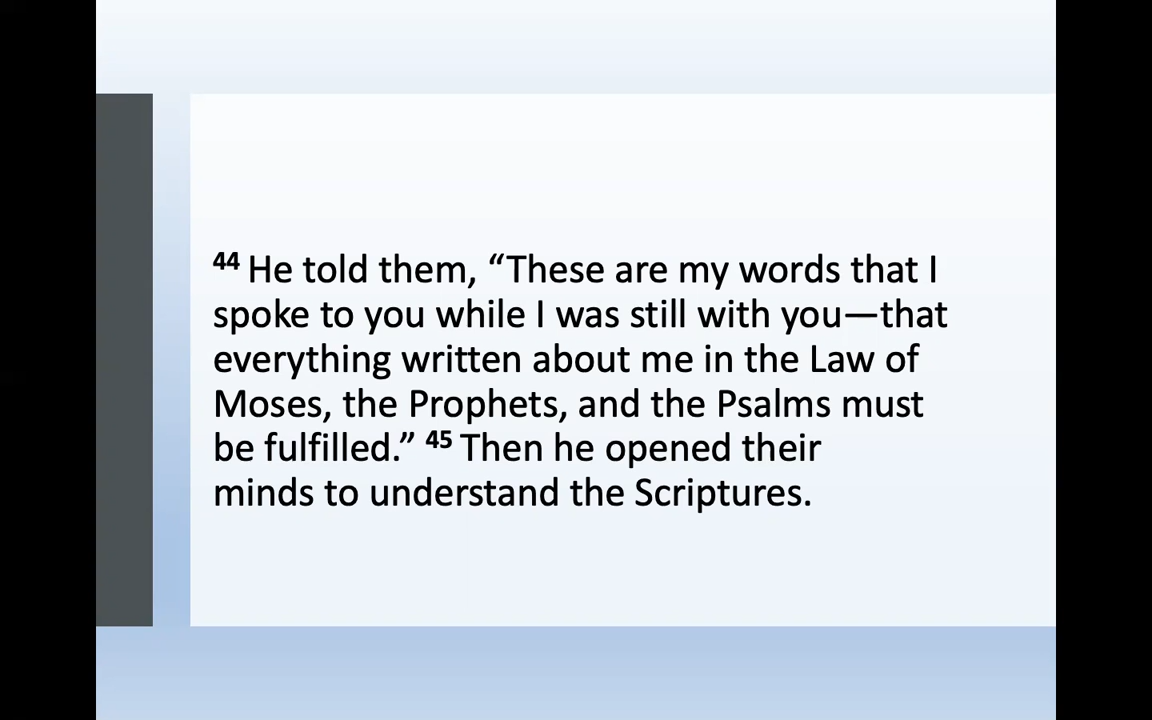 44 He told them, “These are my words that I
spoke to you while I was still with you—that
everything written about me in the Law of
Moses, the Prophets, and the Psalms must
be fulfilled.” 45 Then he opened their
minds to understand the Scriptures.